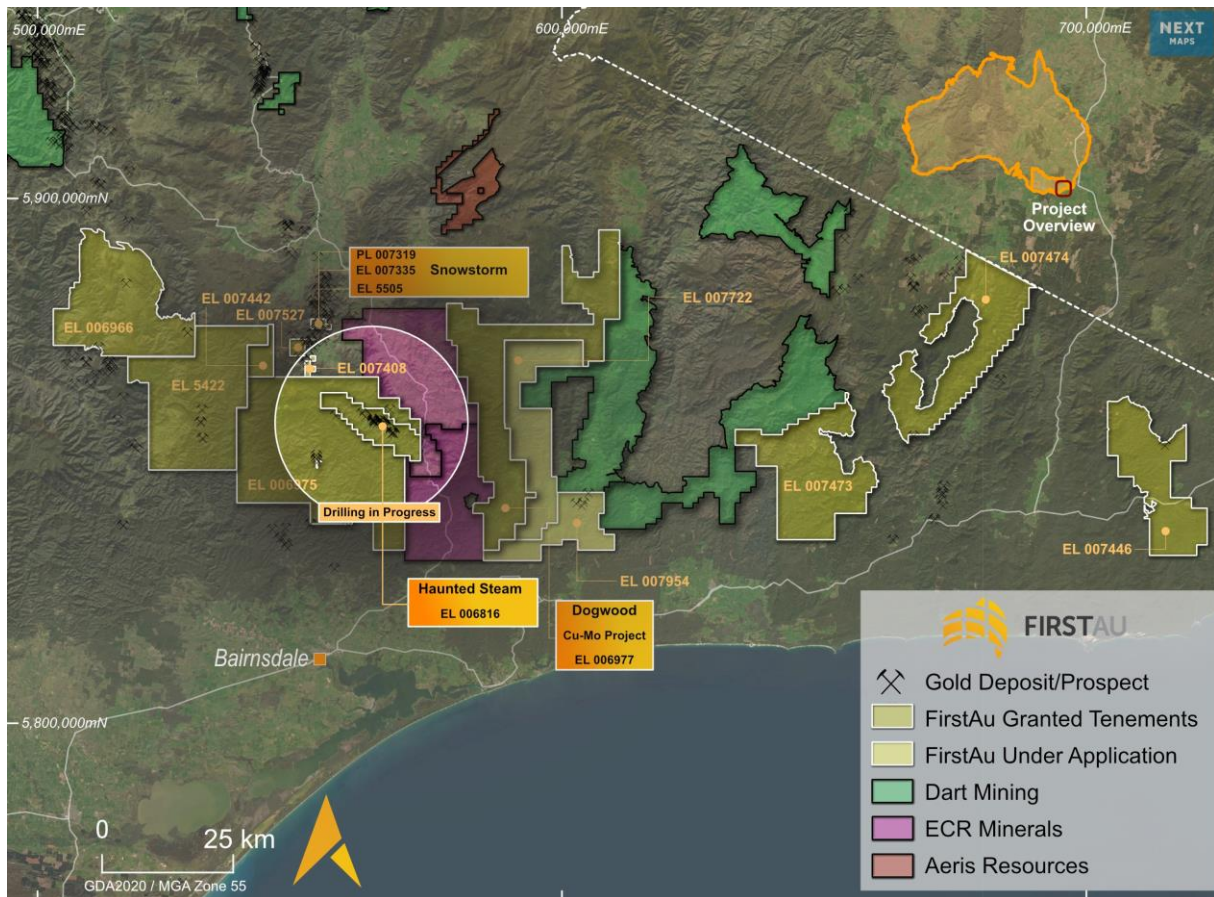 500,000mE
600,000mE
700,000mE
NEXT
MAPS
5,900,000mN
Project
Overview
EL 007474
PL 007319
EL 007335
Snowstorm
EL 5505
EL 007442
EL 007527
EL 007722
EL 006966
EL 007408
EL 5422
EL 006975
EL 007473
Drilling in Progress
EL 007446
EL 007954
Haunted Steam
EL 006816
Dogwood
Cu-Mo Project
EL 006977
Bairnsdale
5,800,000mN
FIRSTAU
Gold Deposit/Prospect
FirstAu Granted Tenements
FirstAu Under Application
Dart Mining
ECR Minerals
Aeris Resources
0
25 km
GDA2020 / MGA Zone 55